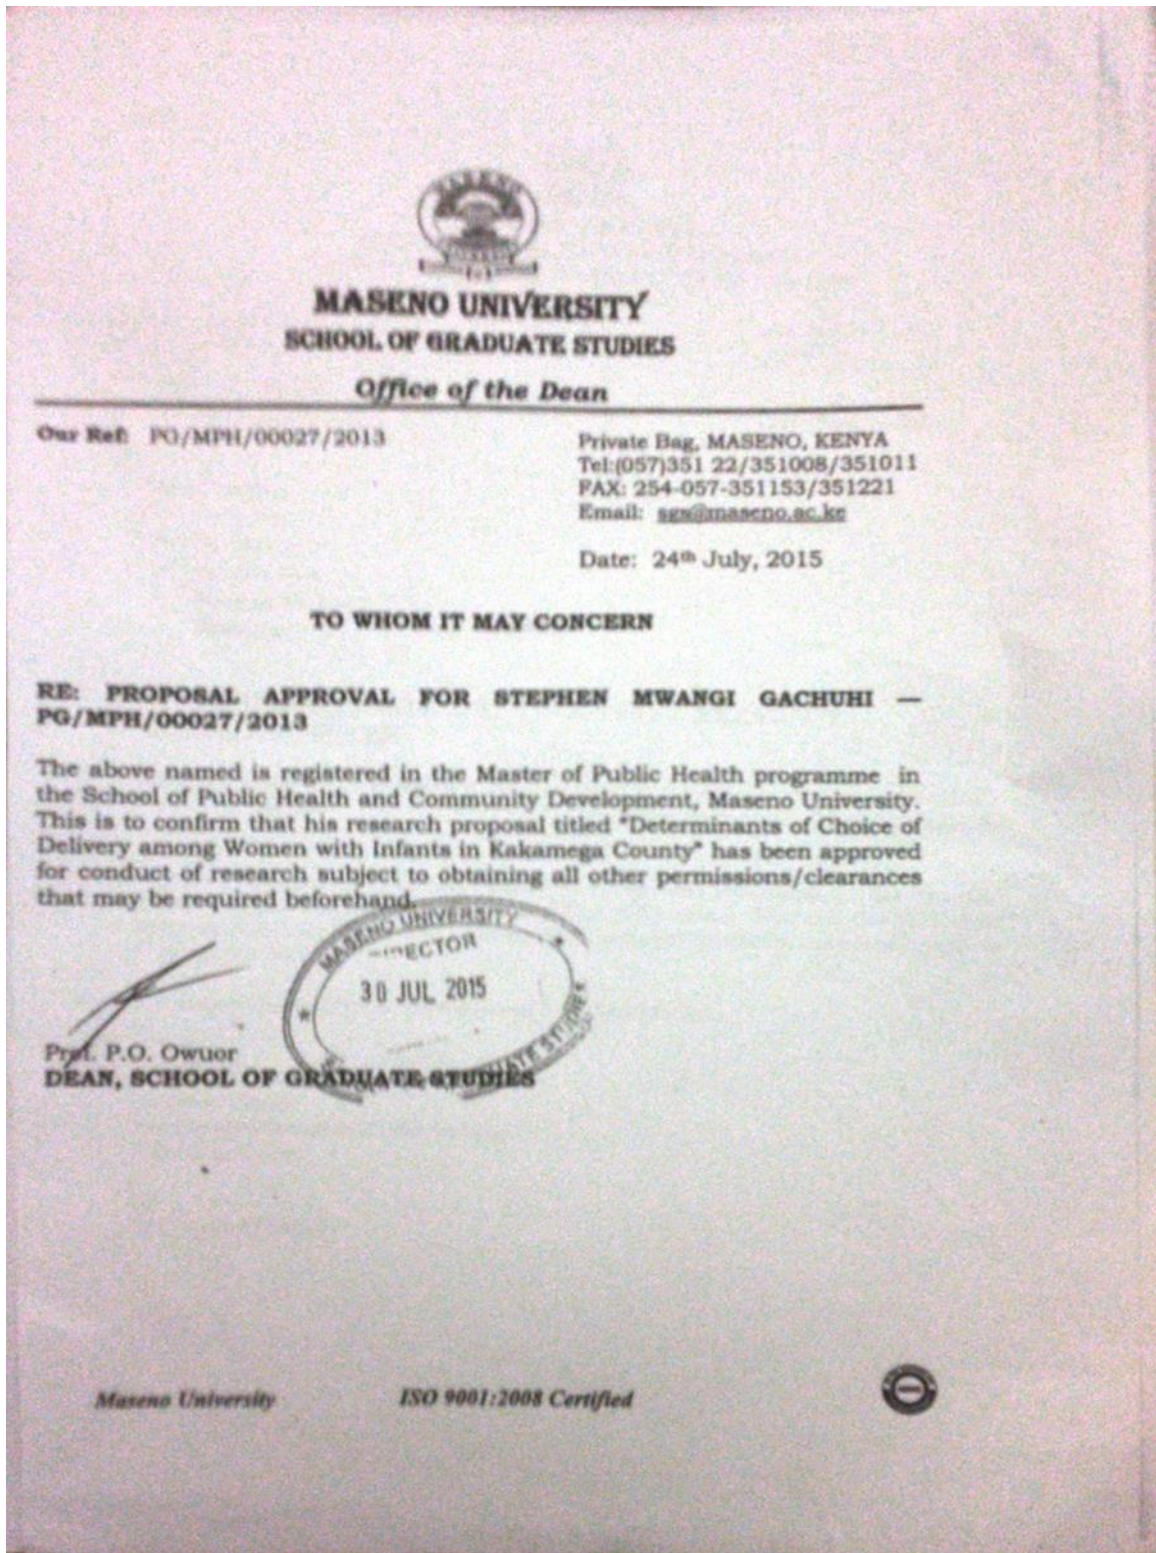 MASENO
MASENO UNIVERSITY
SCHOOL OF GRADUATE STUDIES
Office of the Dean
Our Ref: PG/MPH/00027/2013
Private Bag, MASENO, KENYA
Tel:(057)351 22/351008/351011
FAX: 254-057-351153/351221
Email: sgs@maseno.ac.ke
Date: 24th July, 2015
TO WHOM IT MAY CONCERN
RE: PROPOSAL APPROVAL FOR STEPHEN MWANGI GACHUHI —
PG/MPH/00027/2013
The above named is registered in the Master of Public Health programme in
the School of Public Health and Community Development, Maseno University.
This is to confirm that his research proposal titled "Determinants of Choice of
Delivery among Women with Infants in Kakamega County" has been approved
for conduct of research subject to obtaining all other permissions/clearances
that may be required beforehand.
MASENO UNIVERSITY
DIRECTOR
30 JUL 2015
GRADUATE STUDIES
Prof. P.O. Owuor
DEAN, SCHOOL OF GRADUATE STUDIES
Maseno University ISO 9001:2008 Certified